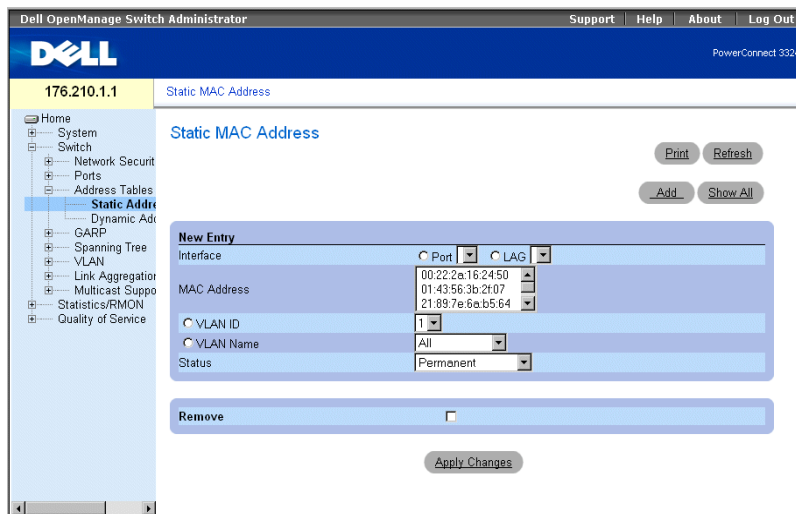 Dell OpenManage Switch Administrator Support Help About Log Out
DELL
PowerConnect 332
176.210.1.1
Static MAC Address
Home
System
Switch
Network Securit
Ports
Address Tables
Static Addre
Dynamic Add
GARP
Spanning Tree
VLAN
Link Aggregation
Multicast Suppo
Statistics/RMON
Quality of Service
Static MAC Address
Print Refresh
Add Show All
New Entry
Interface Port LAG
MAC Address
00:22:2a:16:24:50
01:43:56:3b:2f:07
21:89:7e:6a:b5:64
VLAN ID 1
VLAN Name All
Status Permanent
Remove
Apply Changes